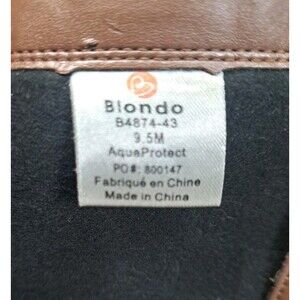 Blondo
B4874-43
9.5M
AquaProtect
PO#: 800147
Fabriqué en Chine
Made in China